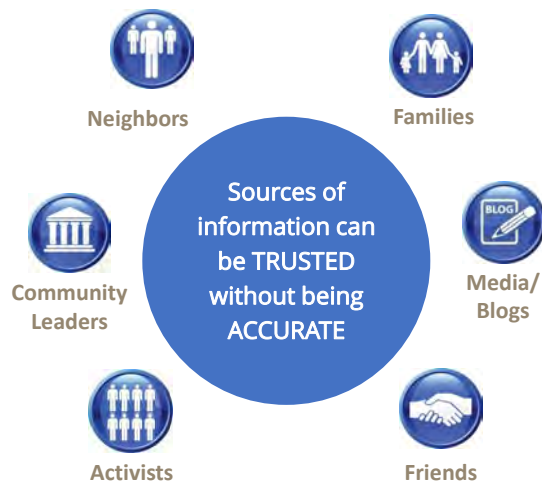 Neighbors
Families
Sources of
information can
be TRUSTED
without being
ACCURATE
Community
Leaders
BLOG
Media/
Blogs
Activists
Friends